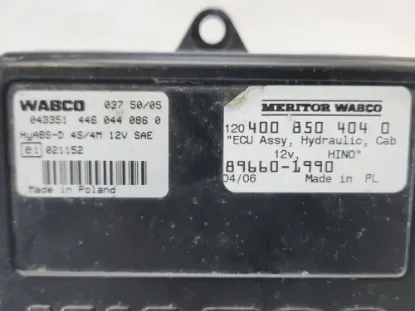 WABCO 037 50/05
043351 446 044 086 0
HyABS-D 4S/4M 12V SAE
e1 021152
Made in Poland
MERITOR WABCO
120 400 850 404 0
"ECU Assy, Hydraulic, Cab
12v, HINO"
89660-1990
04/06 Made in PL